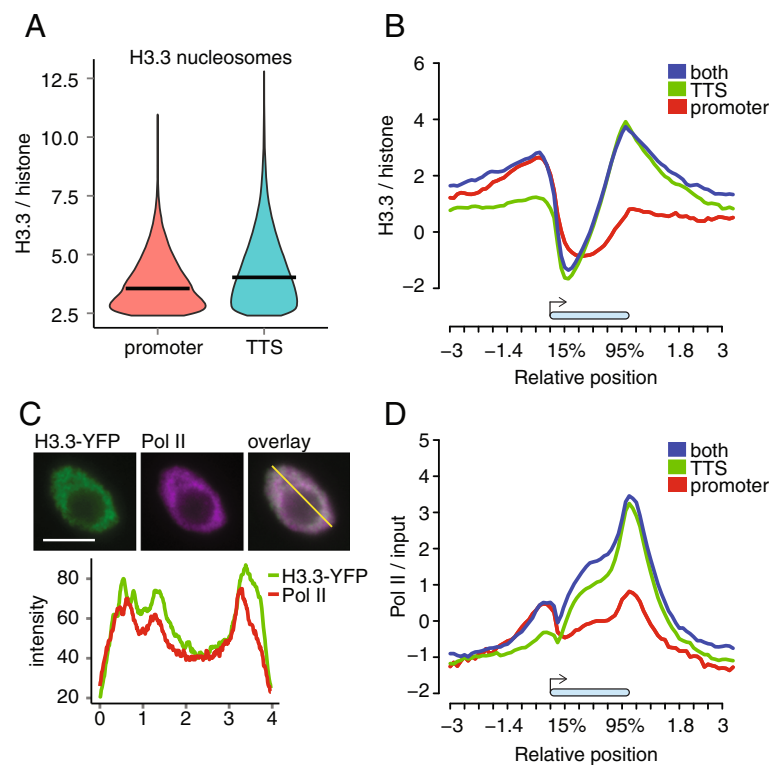 A
H3.3 nucleosomes
H3.3 / histone
12.5
10.0
7.5
5.0
2.5
promoter
TTS
B
both
TTS
promoter
H3.3 / histone
6
4
2
0
−2
−3
−1.4
15%
95%
1.8
3
Relative position
C
H3.3-YFP
Pol II
overlay
H3.3-YFP
Pol II
intensity
80
60
40
20
0
1
2
3
4
D
both
TTS
promoter
Pol II / input
5
4
3
2
1
0
−1
−2
−3
−1.4
15%
95%
1.8
3
Relative position